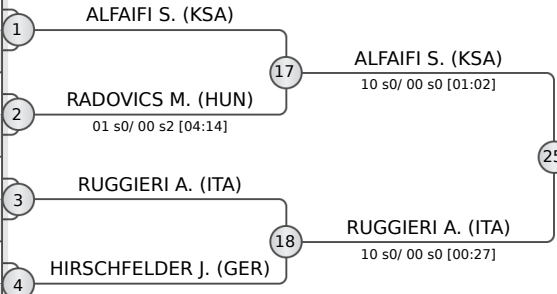 ALFAIFI S. (KSA)
1
17
ALFAIFI S. (KSA)
10 s0/ 00 s0 [01:02]
RADOVICS M. (HUN)
2
01 s0/ 00 s2 [04:14]
25
RUGGIERI A. (ITA)
3
18
RUGGIERI A. (ITA)
10 s0/ 00 s0 [00:27]
HIRSCHFELDER J. (GER)
4